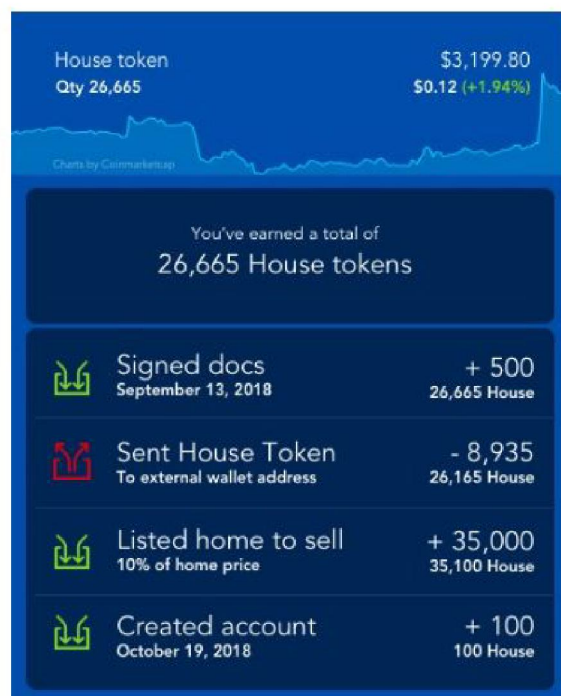 House token $3,199.80
Qty 26,665 $0.12 (+1.94%)
Charts by Coinmarketcap
You've earned a total of
26,665 House tokens
Signed docs + 500
September 13, 2018 26,665 House
Sent House Token - 8,935
To external wallet address 26,165 House
Listed home to sell + 35,000
10% of home price 35,100 House
Created account + 100
October 19, 2018 100 House